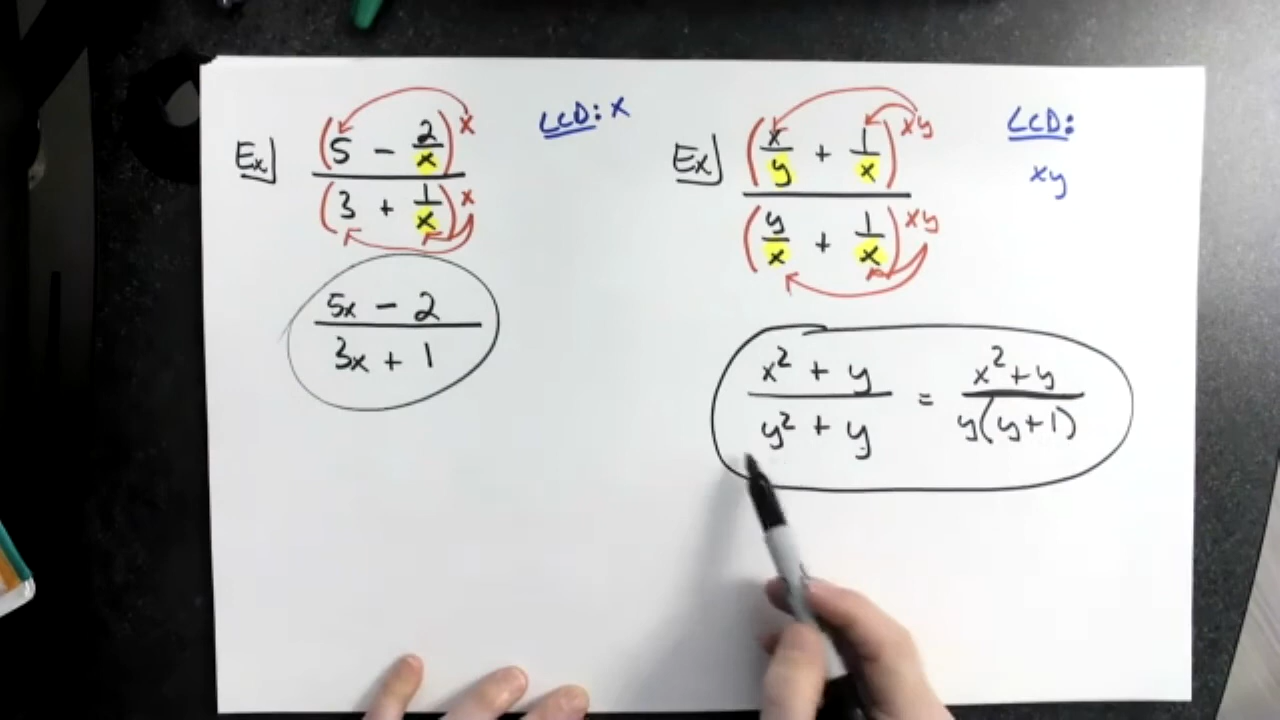 Ex] (5 - 2/x)x / (3 + 1/x)x LCD: x
(5x - 2) / (3x + 1)
Ex] (x/y + 1/x)xy / (y/x + 1/x)xy LCD: xy
(x² + y) / (y² + y) = (x² + y) / y(y+1)